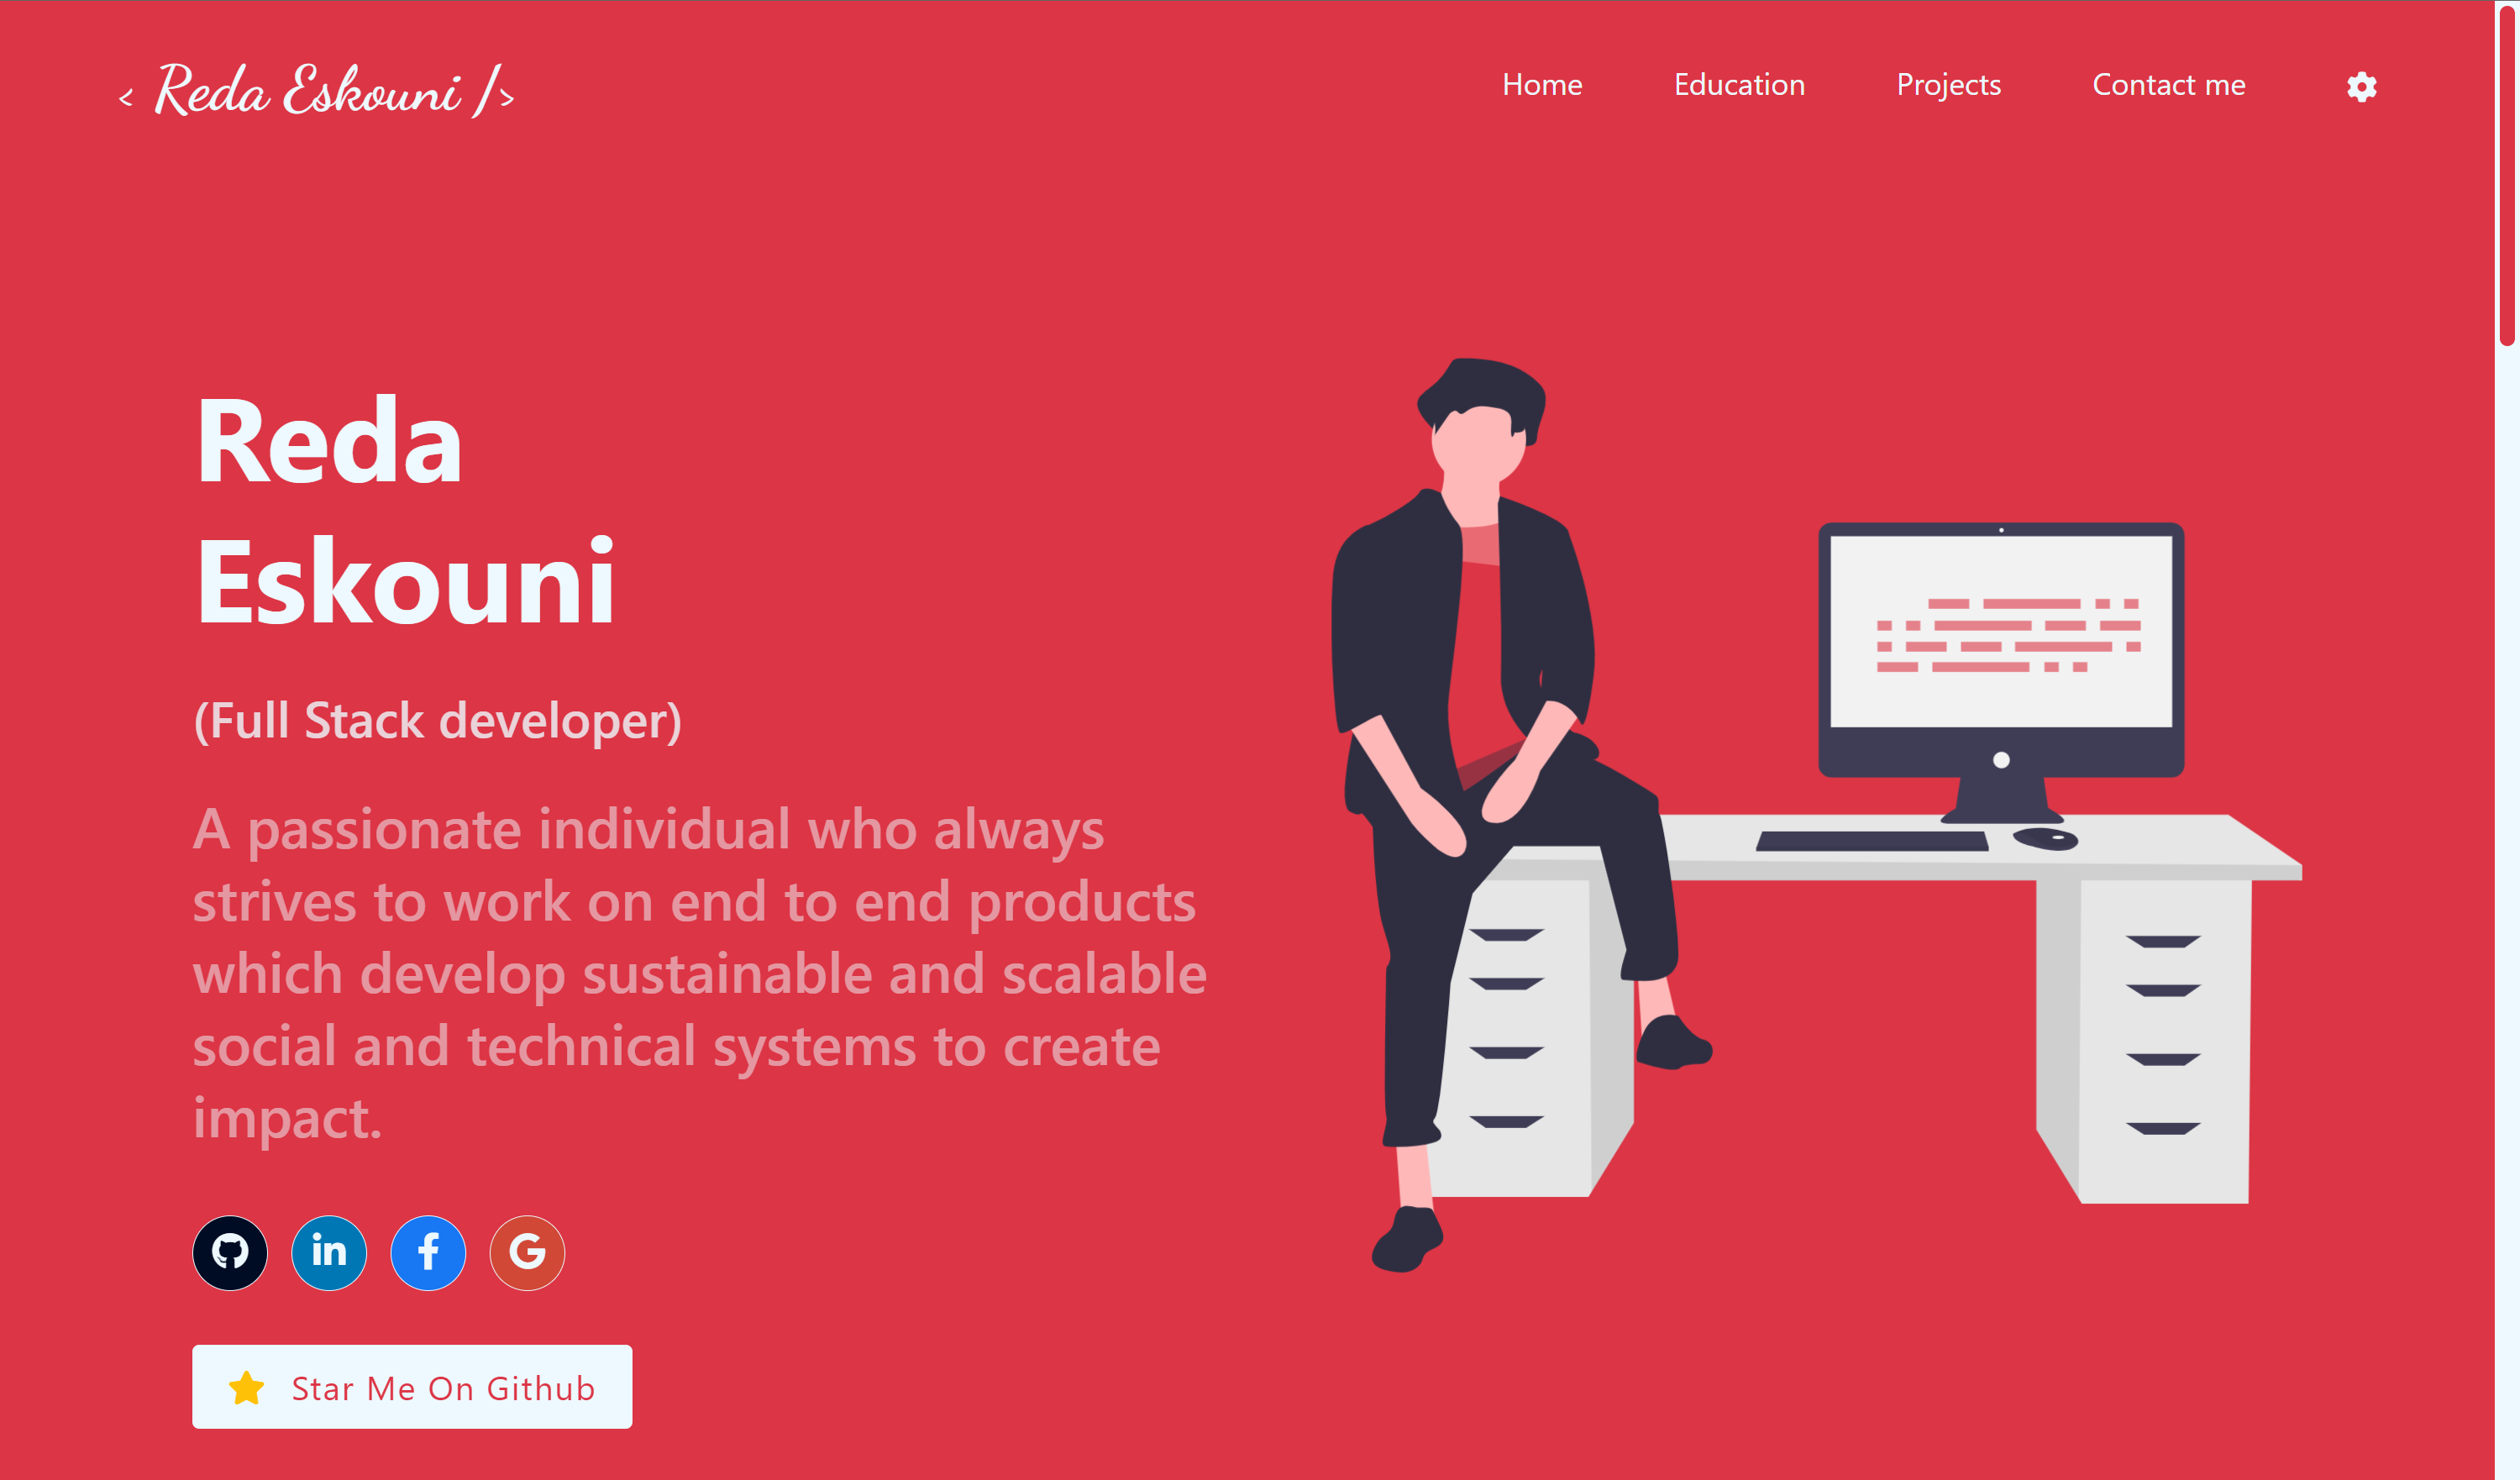 < Reda Eskouni />
Home Education Projects Contact me
Reda
Eskouni
(Full Stack developer)
A passionate individual who always
strives to work on end to end products
which develop sustainable and scalable
social and technical systems to create
impact.
in f G
Star Me On Github